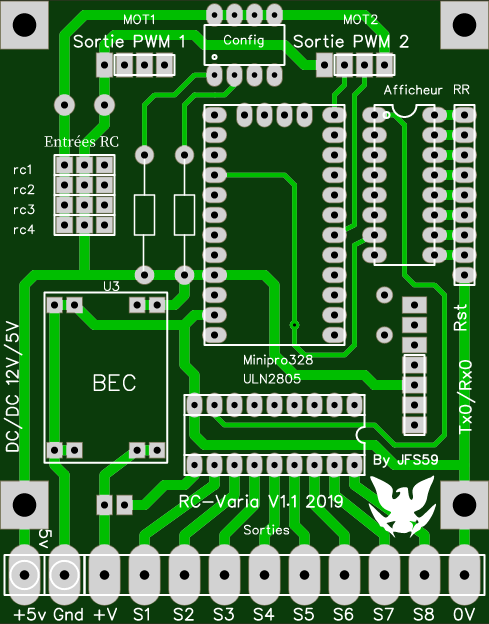 MOT1 MOT2
Sortie PWM 1 Config Sortie PWM 2
Afficheur RR
Entrées RC
rc1
rc2
rc3
rc4
U3
DC/DC 12V/5V
BEC
Minipro328
ULN2805
Rst
Tx0/Rx0
By JFS59
RC-Varia V1.1 2019
Sorties
5v
+5v Gnd +V S1 S2 S3 S4 S5 S6 S7 S8 0V